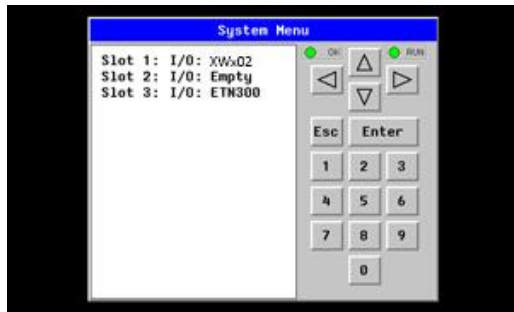 System Menu
Slot 1: I/O: XWx02
Slot 2: I/O: Empty
Slot 3: I/O: ETN300
OK
RUN
Esc
Enter
1
2
3
4
5
6
7
8
9
0